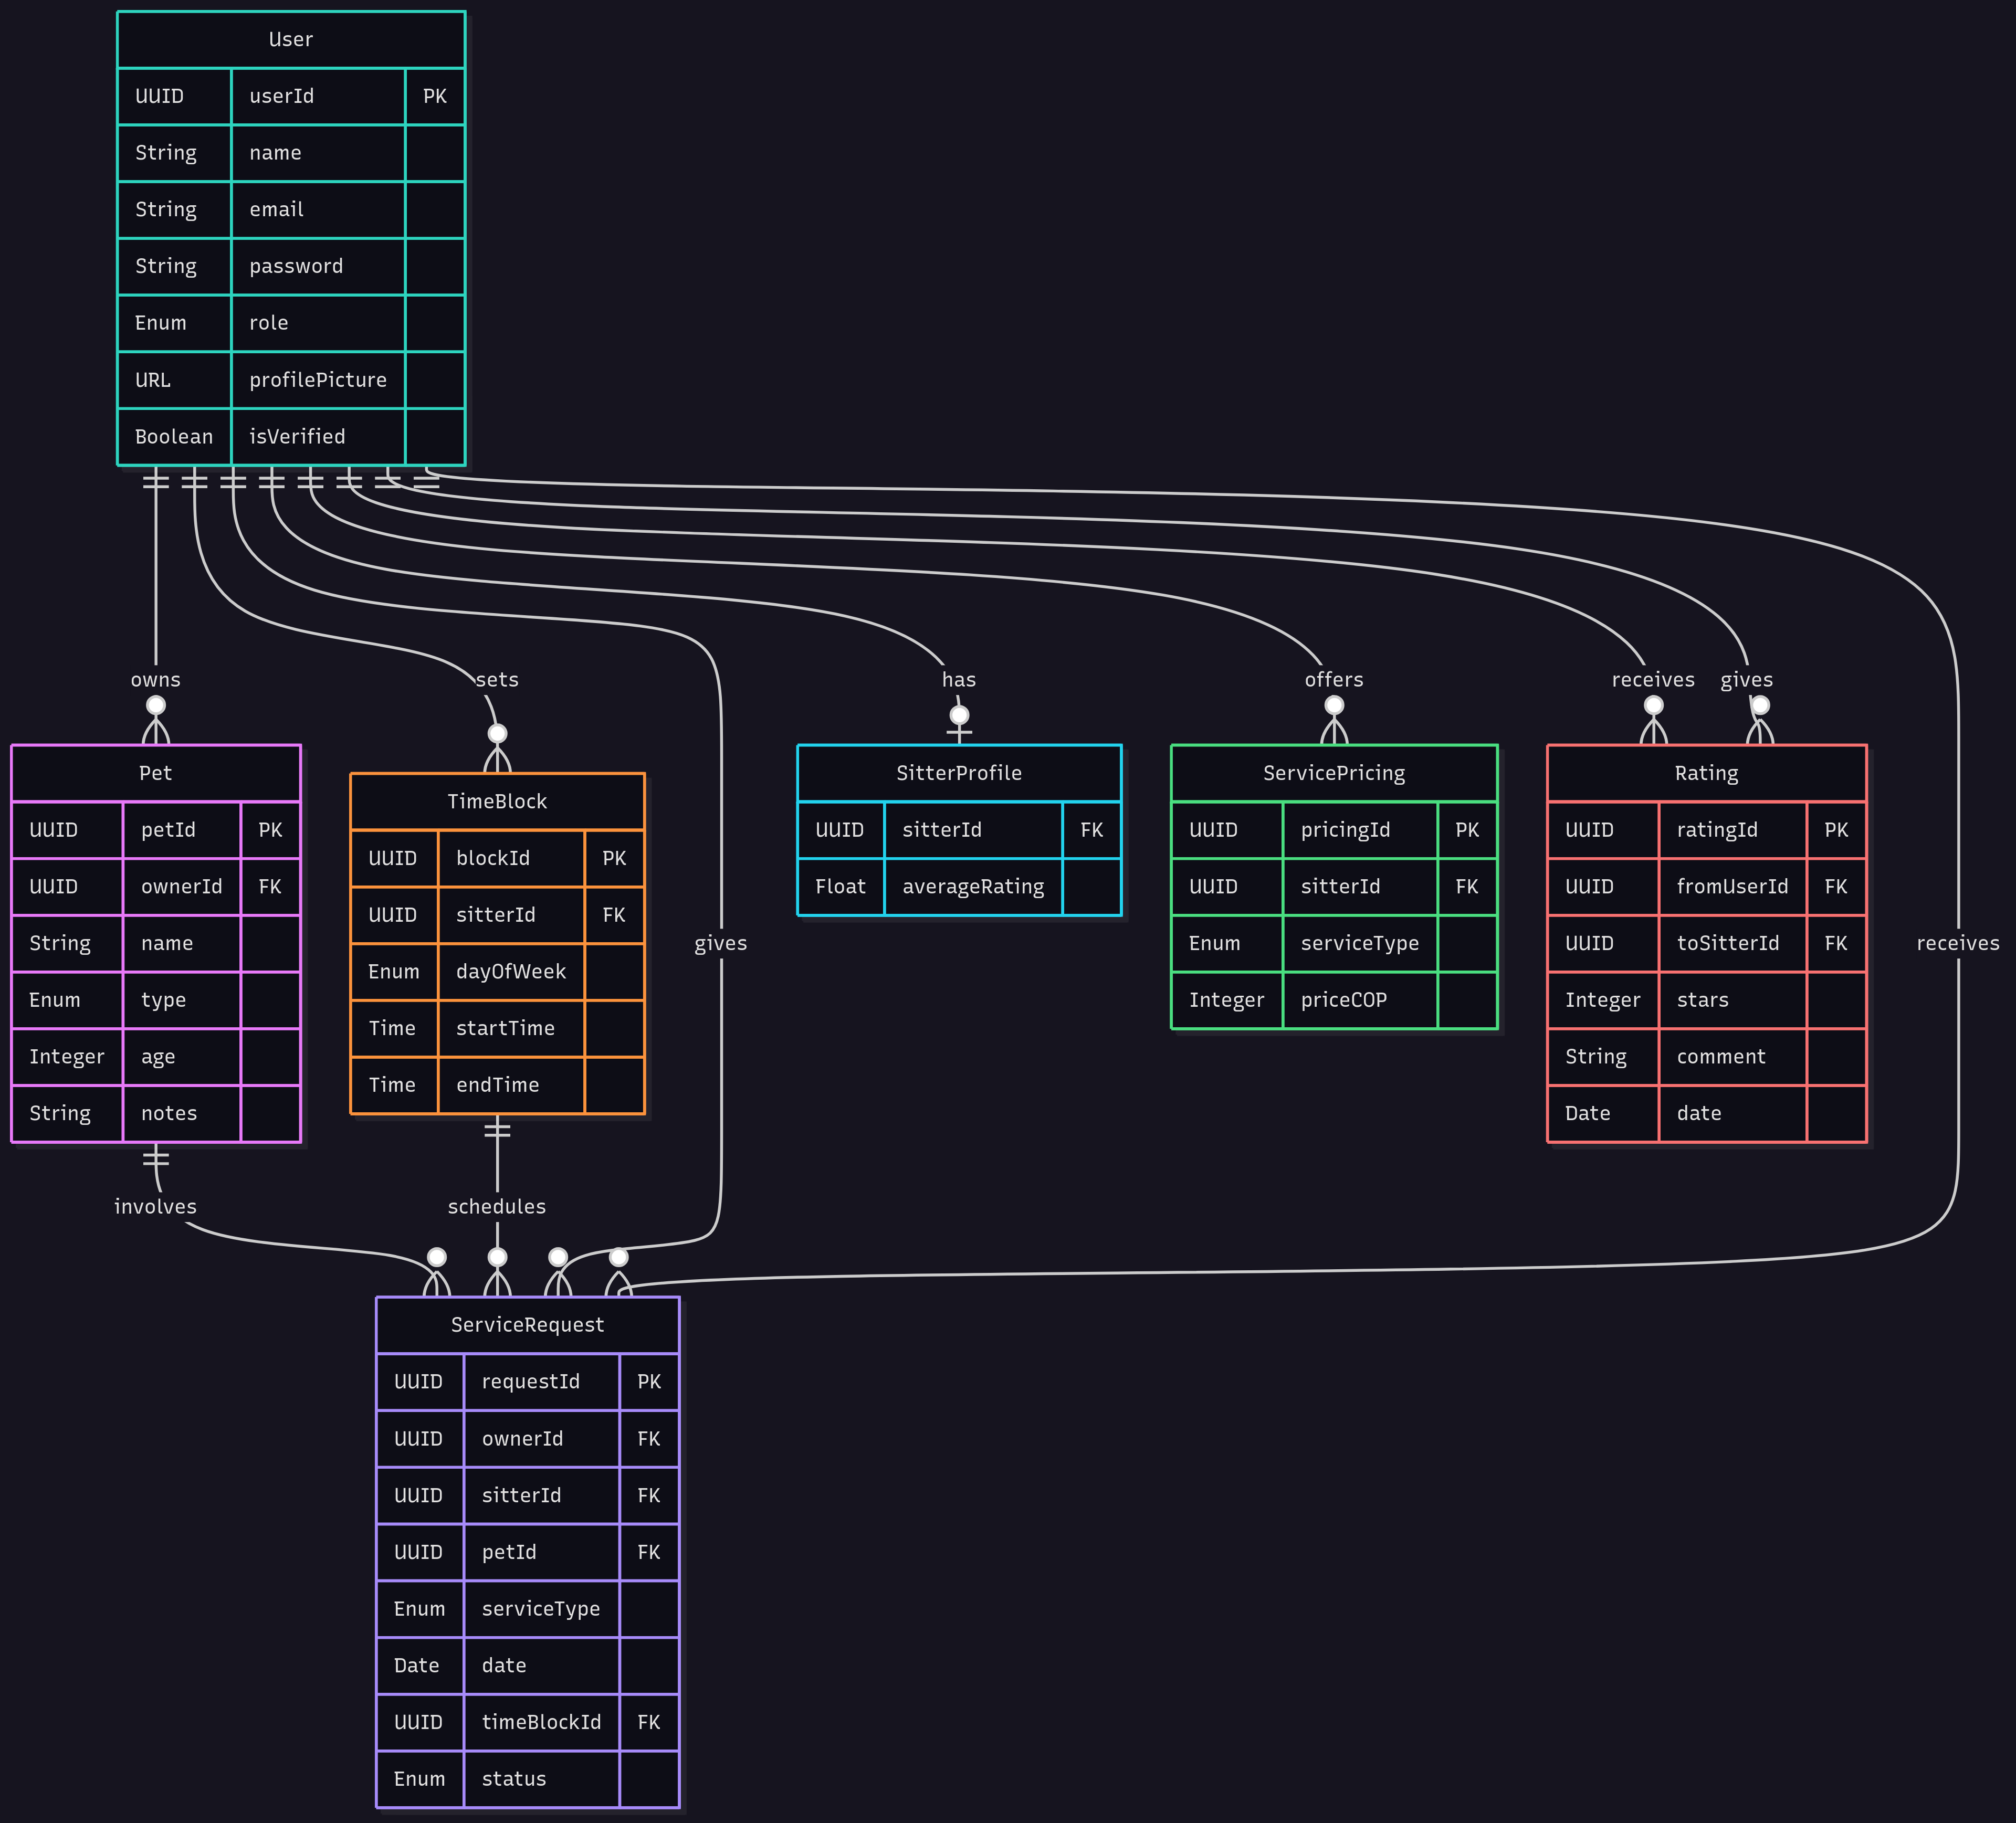 User
UUID userId PK
String name
String email
String password
Enum role
URL profilePicture
Boolean isVerified
owns
sets
has
offers
receives
gives
Pet
UUID petId PK
UUID ownerId FK
String name
Enum type
Integer age
String notes
TimeBlock
UUID blockId PK
UUID sitterId FK
Enum dayOfWeek
Time startTime
Time endTime
gives
SitterProfile
UUID sitterId FK
Float averageRating
ServicePricing
UUID pricingId PK
UUID sitterId FK
Enum serviceType
Integer priceCOP
Rating
UUID ratingId PK
UUID fromUserId FK
UUID toSitterId FK
Integer stars
String comment
Date date
receives
involves
schedules
ServiceRequest
UUID requestId PK
UUID ownerId FK
UUID sitterId FK
UUID petId FK
Enum serviceType
Date date
UUID timeBlockId FK
Enum status